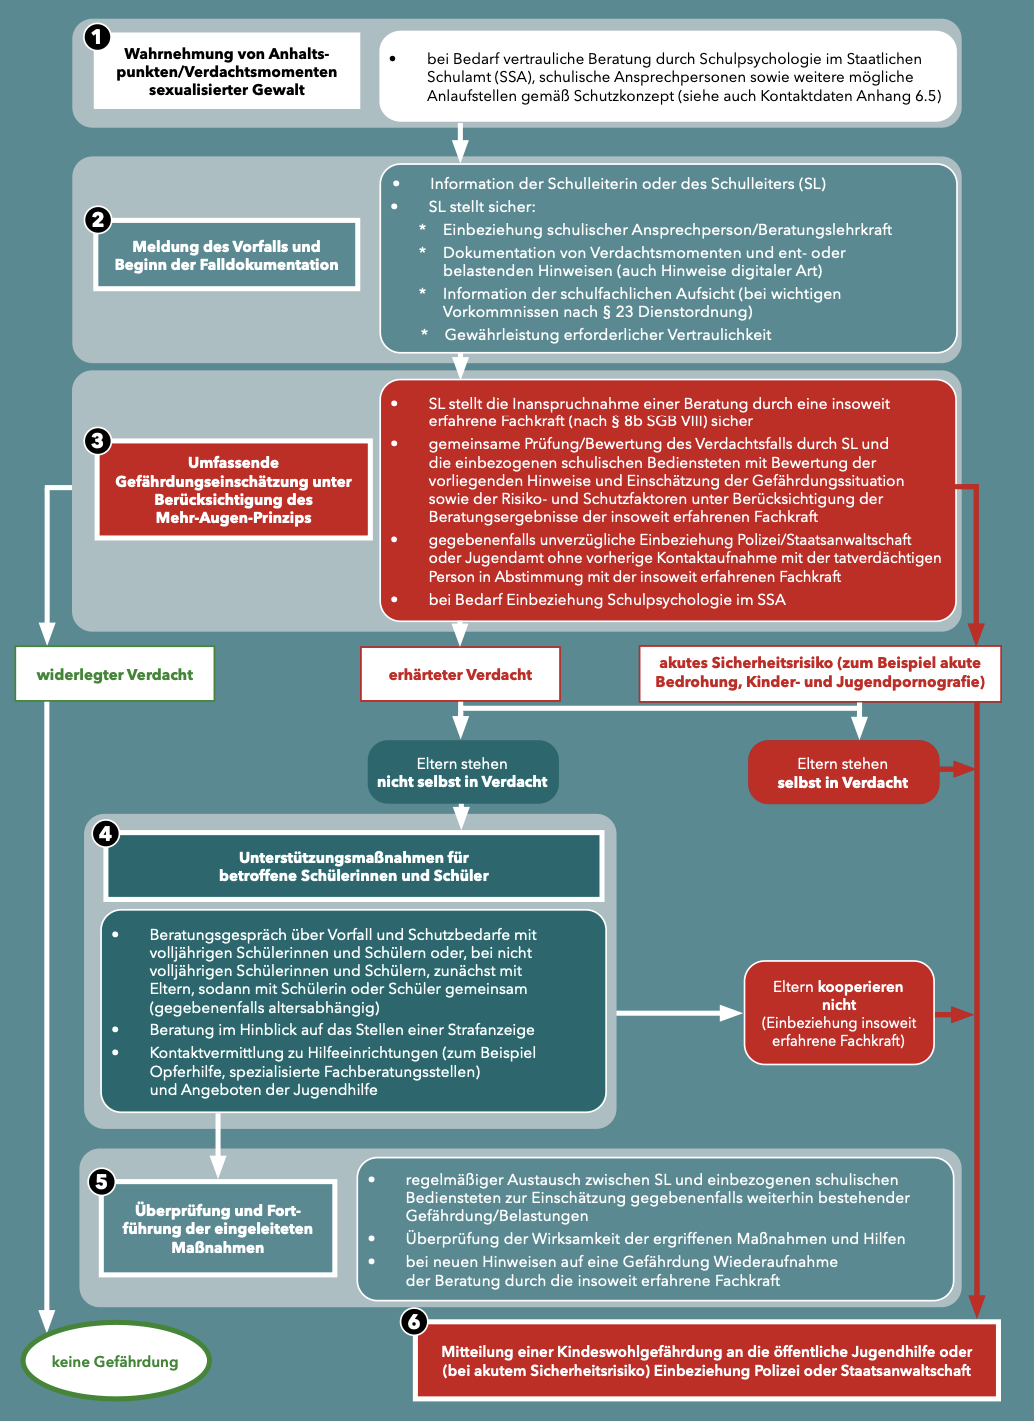 1
Wahrnehmung von Anhalts-
punkten/Verdachtsmomenten
sexualisierter Gewalt
• bei Bedarf vertrauliche Beratung durch Schulpsychologie im Staatlichen
Schulamt (SSA), schulische Ansprechpersonen sowie weitere mögliche
Anlaufstellen gemäß Schutzkonzept (siehe auch Kontaktdaten Anhang 6.5)
2
Meldung des Vorfalls und
Beginn der Falldokumentation
• Information der Schulleiterin oder des Schulleiters (SL)
• SL stellt sicher:
* Einbeziehung schulischer Ansprechperson/Beratungslehrkraft
* Dokumentation von Verdachtsmomenten und ent- oder
belastenden Hinweisen (auch Hinweise digitaler Art)
* Information der schulfachlichen Aufsicht (bei wichtigen
Vorkommnissen nach § 23 Dienstordnung)
* Gewährleistung erforderlicher Vertraulichkeit
3
Umfassende
Gefährdungseinschätzung unter
Berücksichtigung des
Mehr-Augen-Prinzips
• SL stellt die Inanspruchnahme einer Beratung durch eine insoweit
erfahrene Fachkraft (nach § 8b SGB VIII) sicher
• gemeinsame Prüfung/Bewertung des Verdachtsfalls durch SL und
die einbezogenen schulischen Bediensteten mit Bewertung der
vorliegenden Hinweise und Einschätzung der Gefährdungssituation
sowie der Risiko- und Schutzfaktoren unter Berücksichtigung der
Beratungsergebnisse der insoweit erfahrenen Fachkraft
• gegebenenfalls unverzügliche Einbeziehung Polizei/Staatsanwaltschaft
oder Jugendamt ohne vorherige Kontaktaufnahme mit der tatverdächtigen
Person in Abstimmung mit der insoweit erfahrenen Fachkraft
• bei Bedarf Einbeziehung Schulpsychologie im SSA
widerlegter Verdacht
erhärteter Verdacht
akutes Sicherheitsrisiko (zum Beispiel akute
Bedrohung, Kinder- und Jugendpornografie)
Eltern stehen
nicht selbst in Verdacht
Eltern stehen
selbst in Verdacht
4
Unterstützungsmaßnahmen für
betroffene Schülerinnen und Schüler
• Beratungsgespräch über Vorfall und Schutzbedarfe mit
volljährigen Schülerinnen und Schülern oder, bei nicht
volljährigen Schülerinnen und Schülern, zunächst mit
Eltern, sodann mit Schülerin oder Schüler gemeinsam
(gegebenenfalls altersabhängig)
• Beratung im Hinblick auf das Stellen einer Strafanzeige
• Kontaktvermittlung zu Hilfeeinrichtungen (zum Beispiel
Opferhilfe, spezialisierte Fachberatungsstellen)
und Angeboten der Jugendhilfe
Eltern kooperieren
nicht
(Einbeziehung insoweit
erfahrene Fachkraft)
5
Überprüfung und Fort-
führung der eingeleiteten
Maßnahmen
• regelmäßiger Austausch zwischen SL und einbezogenen schulischen
Bediensteten zur Einschätzung gegebenenfalls weiterhin bestehender
Gefährdung/Belastungen
• Überprüfung der Wirksamkeit der ergriffenen Maßnahmen und Hilfen
• bei neuen Hinweisen auf eine Gefährdung Wiederaufnahme
der Beratung durch die insoweit erfahrene Fachkraft
keine Gefährdung
6
Mitteilung einer Kindeswohlgefährdung an die öffentliche Jugendhilfe oder
(bei akutem Sicherheitsrisiko) Einbeziehung Polizei oder Staatsanwaltschaft